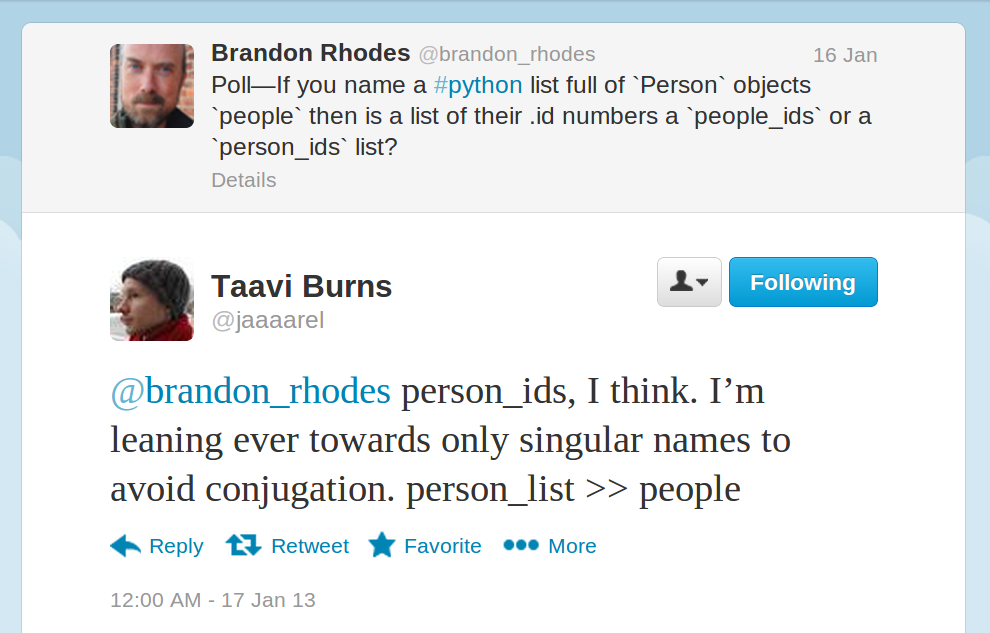 Brandon Rhodes @brandon_rhodes 16 Jan
Poll—If you name a #python list full of `Person` objects
`people` then is a list of their .id numbers a `people_ids` or a
`person_ids` list?
Details
Taavi Burns
Following
@jaaaarel
@brandon_rhodes person_ids, I think. I’m
leaning ever towards only singular names to
avoid conjugation. person_list >> people
Reply Retweet Favorite More
12:00 AM - 17 Jan 13